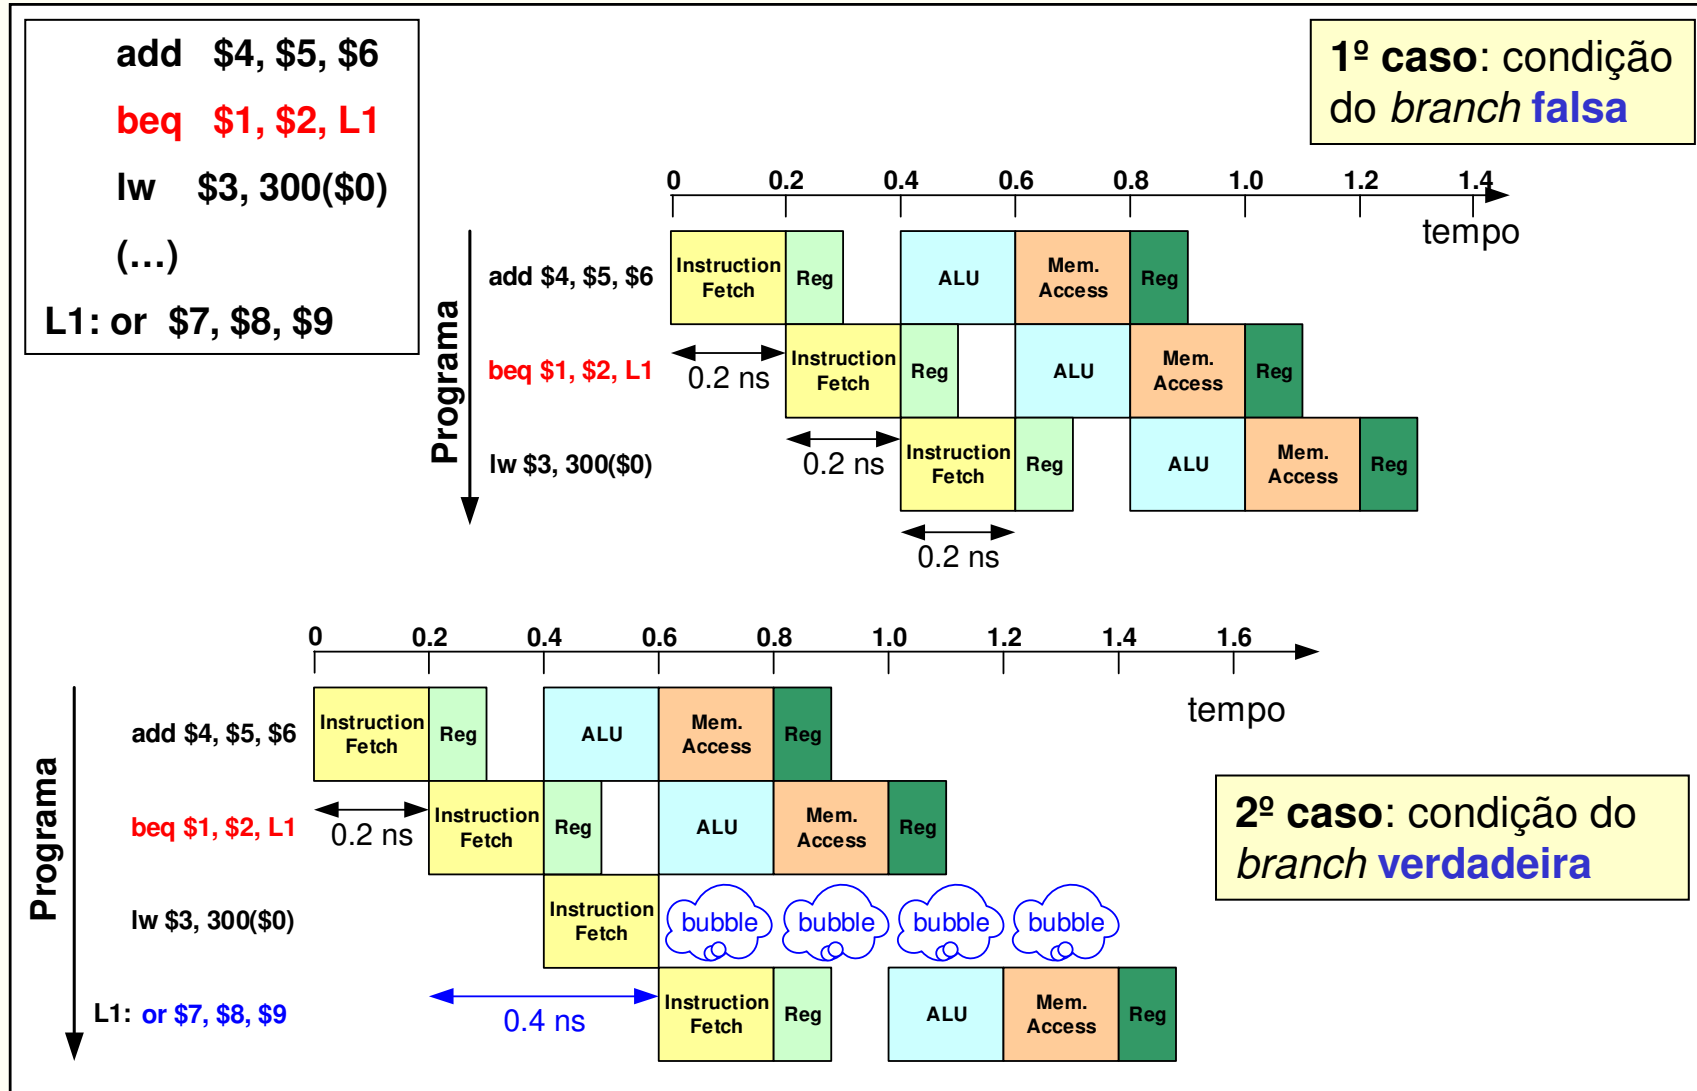 add $4, $5, $6
beq $1, $2, L1
lw $3, 300($0)
(...)
L1: or $7, $8, $9
1º caso: condição
do branch falsa
0 0.2 0.4 0.6 0.8 1.0 1.2 1.4
tempo
Programa
add $4, $5, $6
Instruction
Fetch
Reg
ALU
Mem.
Access
Reg
beq $1, $2, L1
0.2 ns
Instruction
Fetch
Reg
ALU
Mem.
Access
Reg
lw $3, 300($0)
0.2 ns
Instruction
Fetch
Reg
ALU
Mem.
Access
Reg
0.2 ns
0 0.2 0.4 0.6 0.8 1.0 1.2 1.4 1.6
tempo
Programa
add $4, $5, $6
Instruction
Fetch
Reg
ALU
Mem.
Access
Reg
beq $1, $2, L1
0.2 ns
Instruction
Fetch
Reg
ALU
Mem.
Access
Reg
2º caso: condição do
branch verdadeira
lw $3, 300($0)
Instruction
Fetch
bubble bubble bubble bubble
L1: or $7, $8, $9
0.4 ns
Instruction
Fetch
Reg
ALU
Mem.
Access
Reg